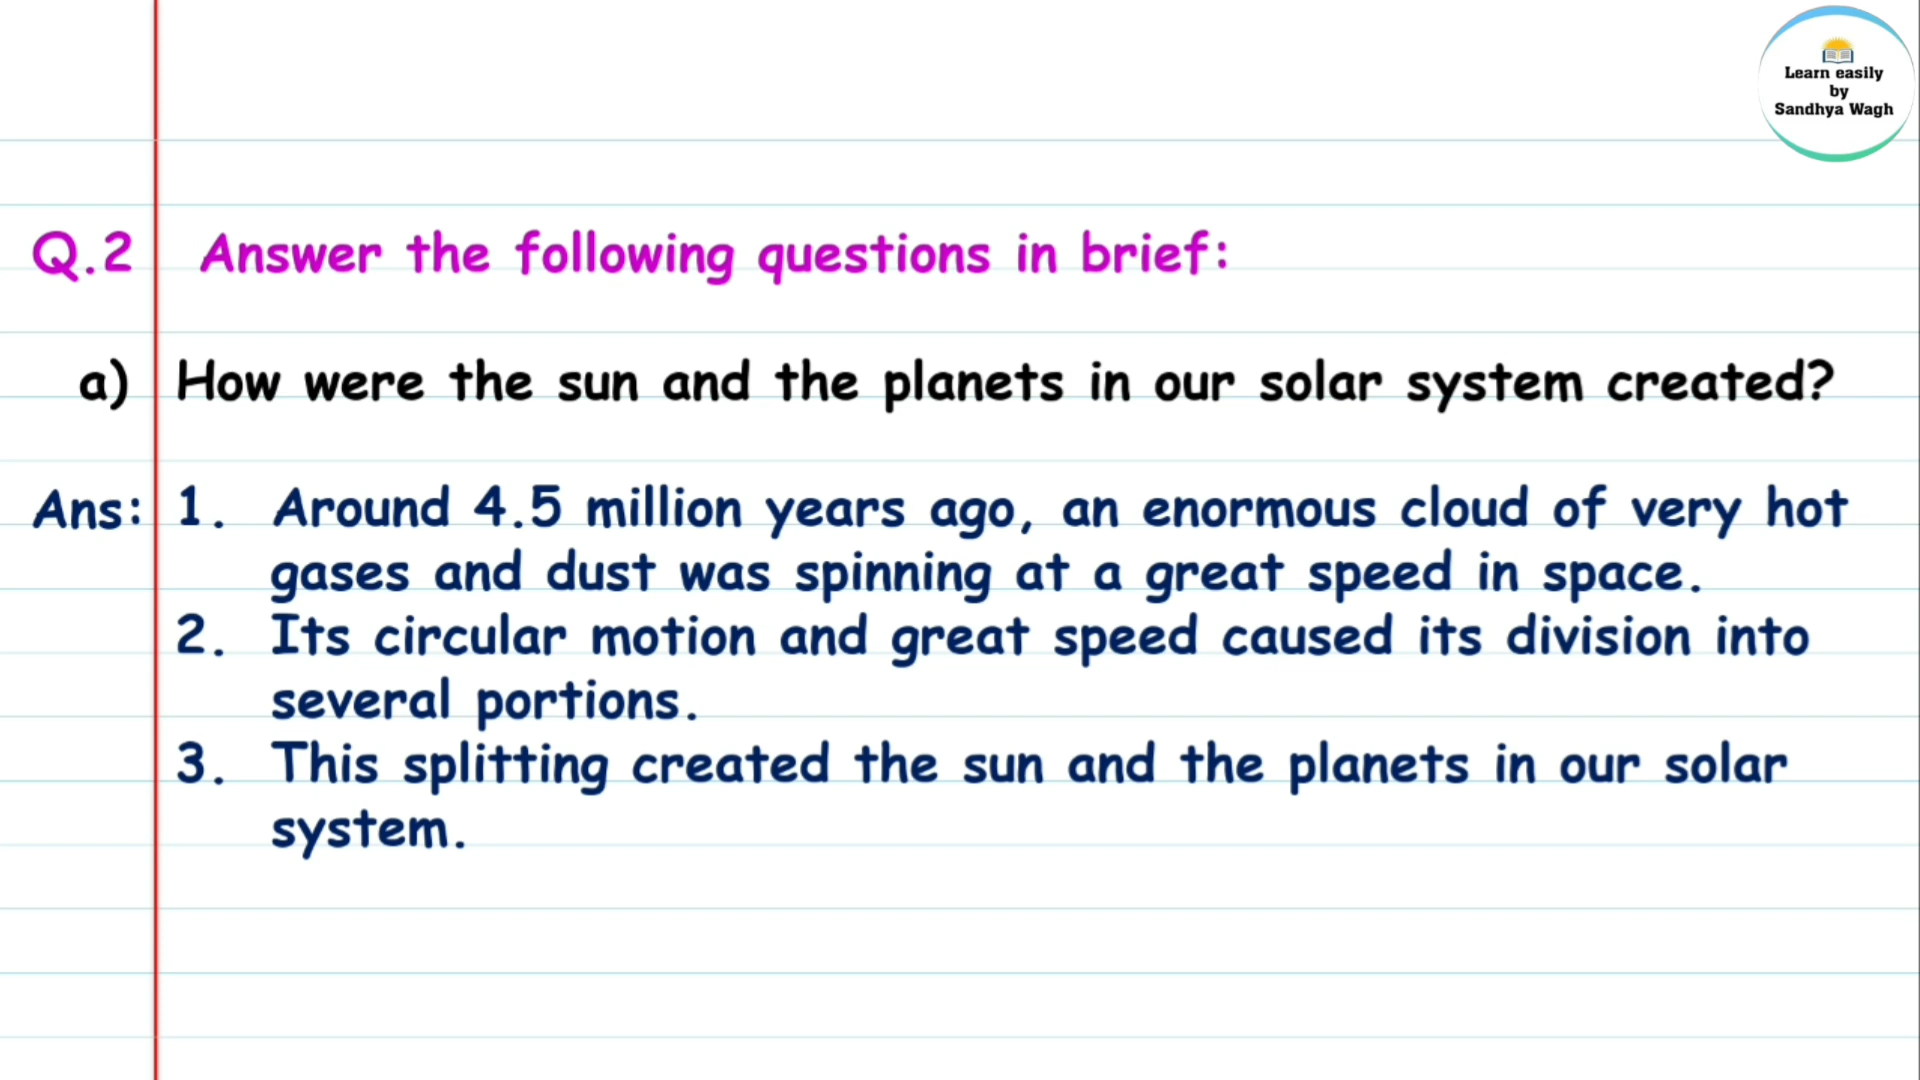 Learn easily
by
Sandhya Wagh
Q.2 Answer the following questions in brief:
a) How were the sun and the planets in our solar system created?
Ans: 1. Around 4.5 million years ago, an enormous cloud of very hot
gases and dust was spinning at a great speed in space.
2. Its circular motion and great speed caused its division into
several portions.
3. This splitting created the sun and the planets in our solar
system.